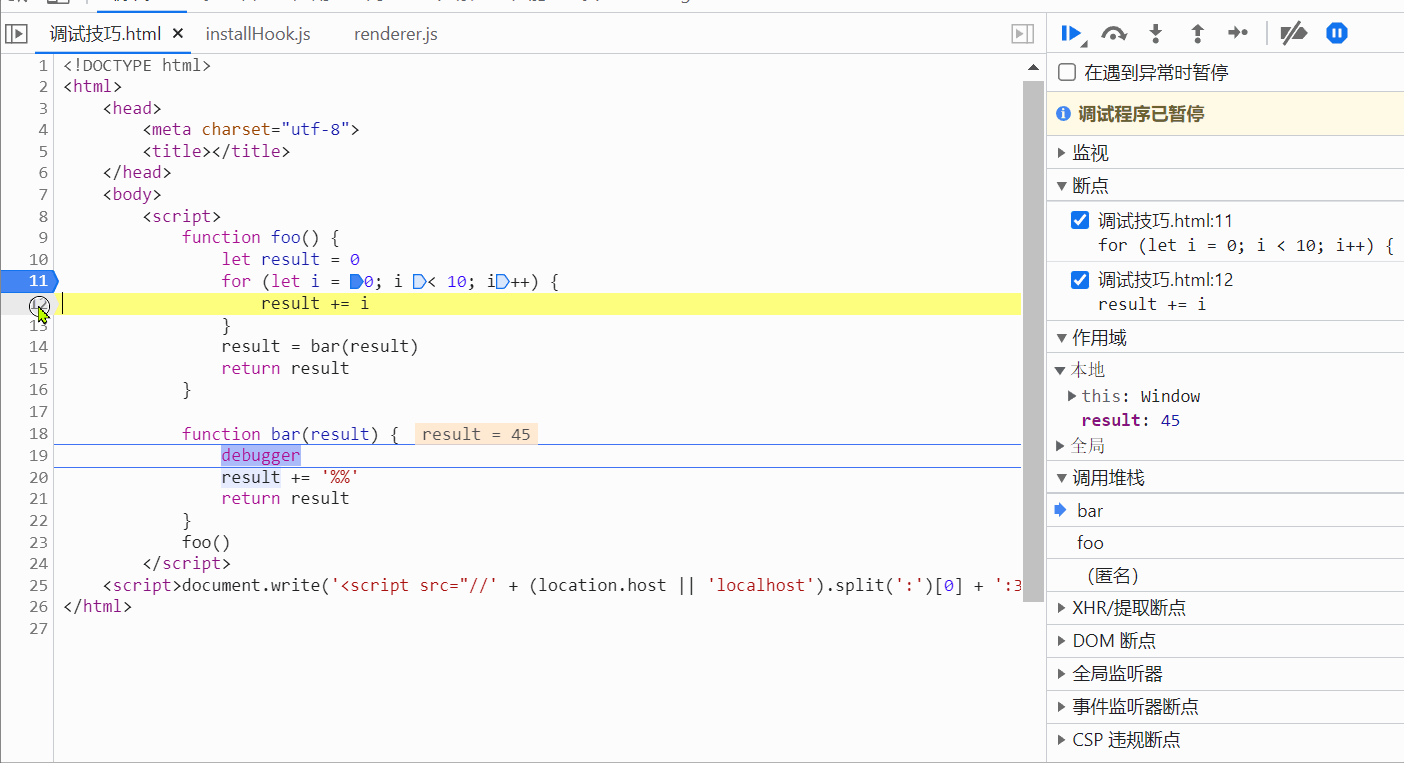 调试技巧.html × installHook.js renderer.js
1 <!DOCTYPE html>
2 <html>
3 <head>
4 <meta charset="utf-8">
5 <title></title>
6 </head>
7 <body>
8 <script>
9 function foo() {
10 let result = 0
11 for (let i = 0; i < 10; i++) {
12 result += i
13 }
14 result = bar(result)
15 return result
16 }
17
18 function bar(result) { result = 45
19 debugger
20 result += '%%'
21 return result
22 }
23 foo()
24 </script>
25 <script>document.write('<script src="//' + (location.host || 'localhost').split(':')[0] + ':3
26 </html>
27
在遇到异常时暂停
调试程序已暂停
监视
断点
调试技巧.html:11
for (let i = 0; i < 10; i++) {
调试技巧.html:12
result += i
作用域
本地
this: Window
result: 45
全局
调用堆栈
bar
foo
（匿名）
XHR/提取断点
DOM 断点
全局监听器
事件监听器断点
CSP 违规断点